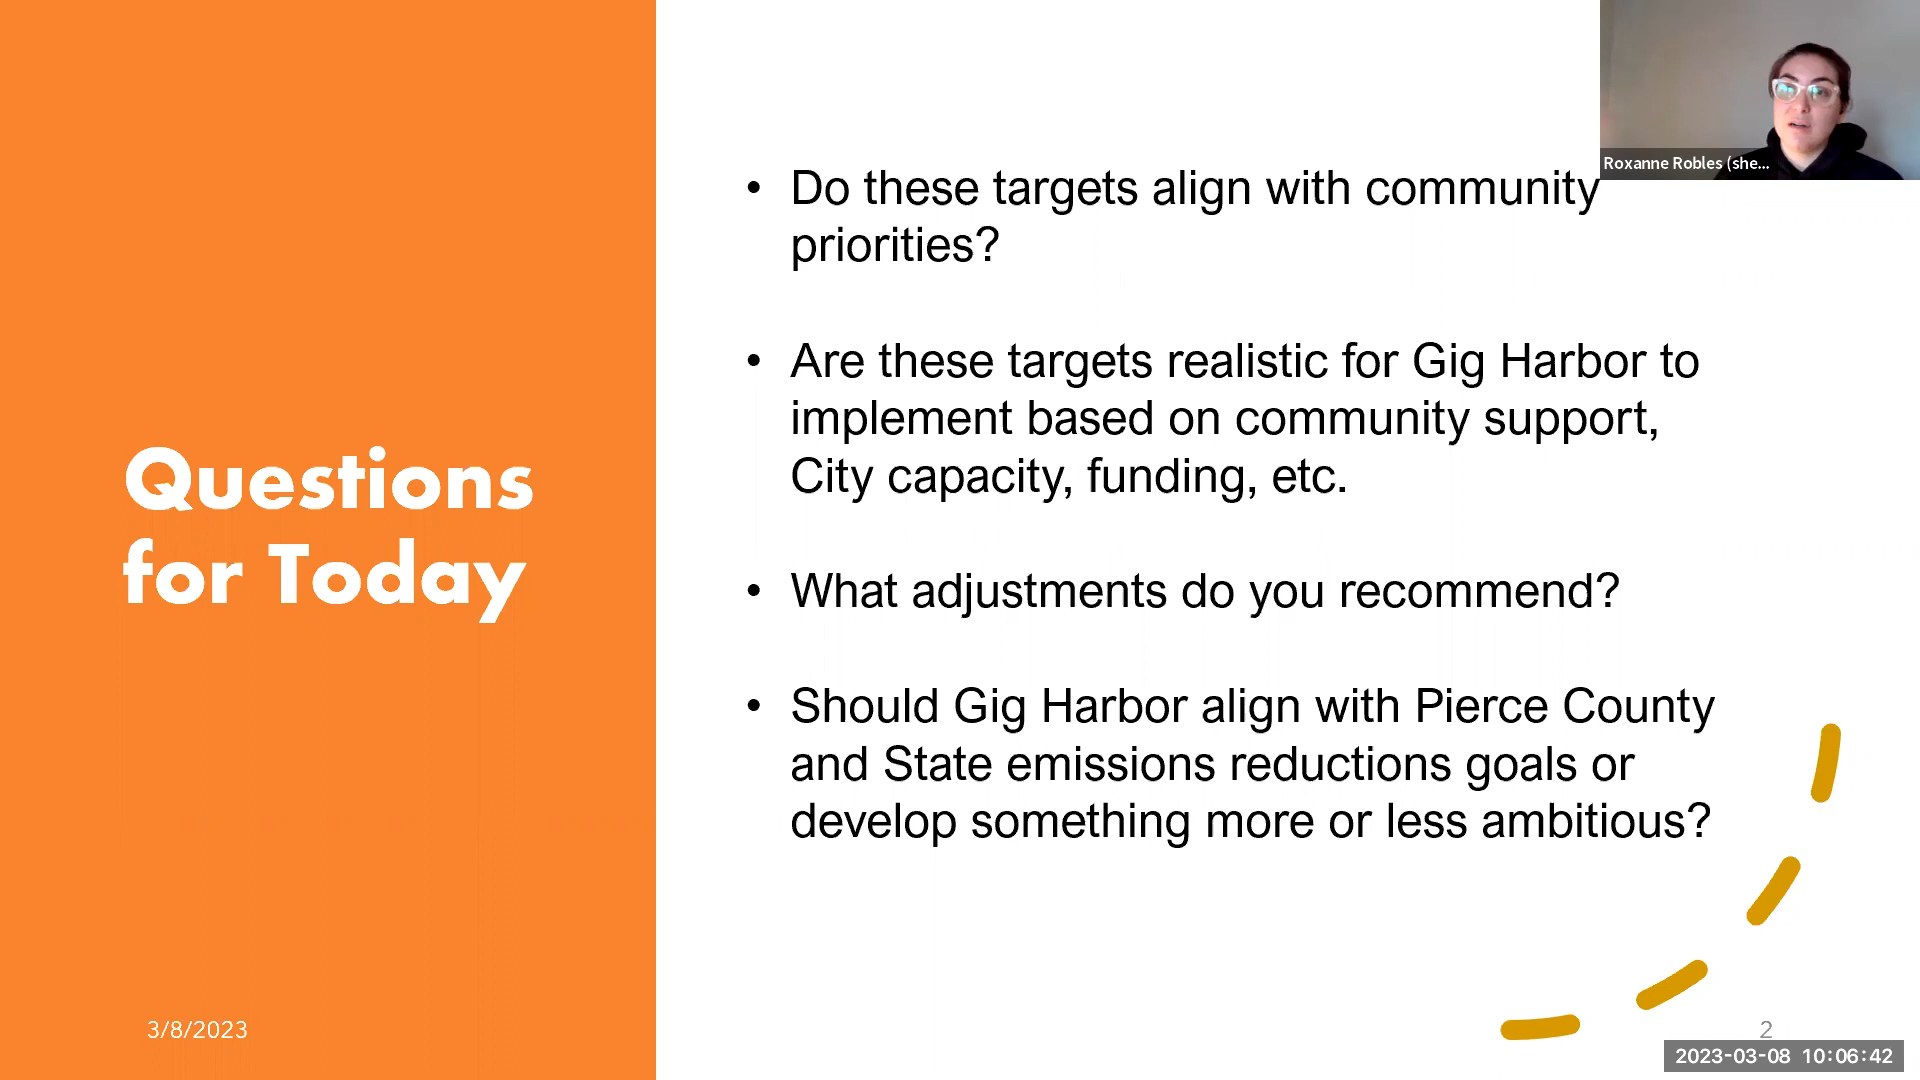 Questions
for Today
• Do these targets align with community
priorities?
• Are these targets realistic for Gig Harbor to
implement based on community support,
City capacity, funding, etc.
• What adjustments do you recommend?
• Should Gig Harbor align with Pierce County
and State emissions reductions goals or
develop something more or less ambitious?
Roxanne Robles (she...
3/8/2023
2
2023-03-08 10:06:42